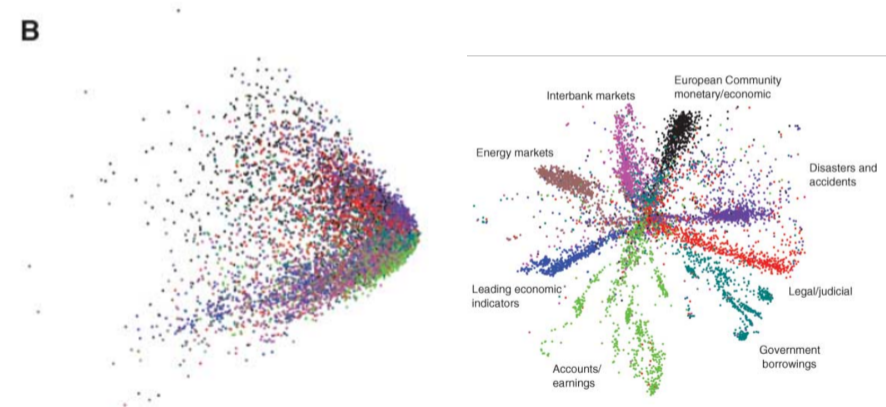 B
European Community
monetary/economic
Interbank markets
Energy markets
Disasters and
accidents
Leading economic
indicators
Legal/judicial
Government
borrowings
Accounts/
earnings